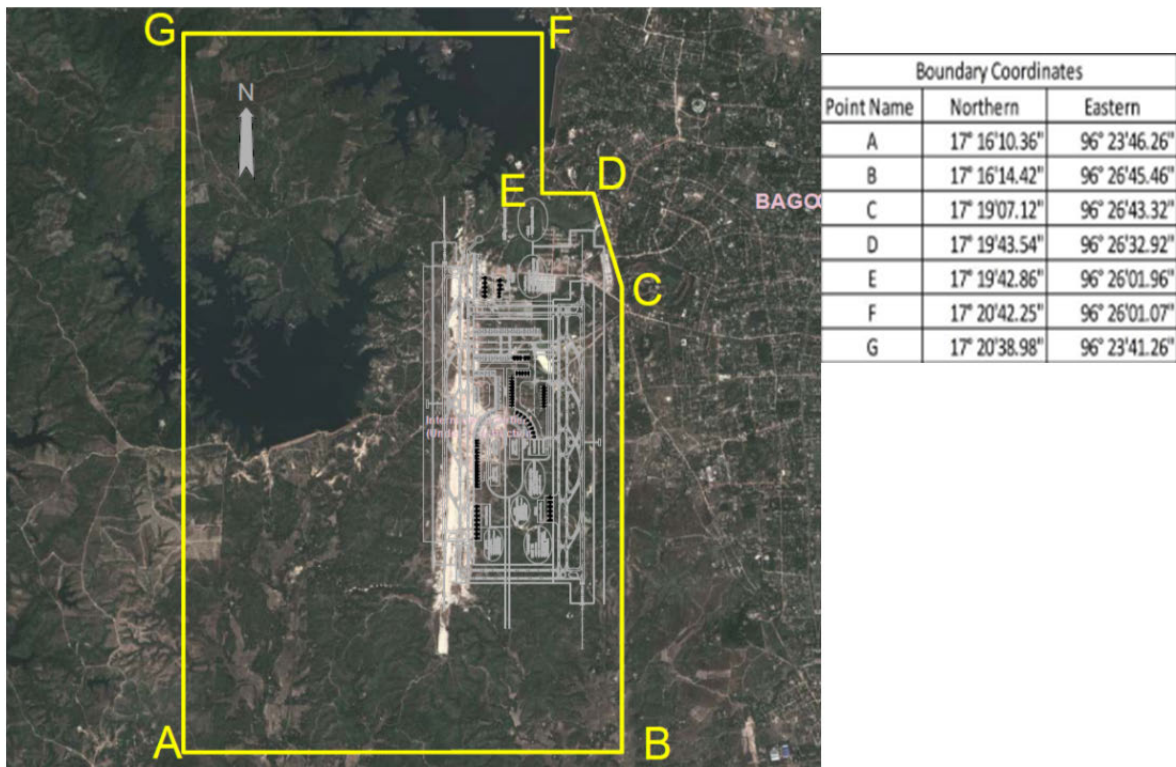 G
F
N
E
D
BAGO
C
A
B
Boundary Coordinates
Point Name Northern Eastern
A 17° 16'10.36" 96° 23'46.26"
B 17° 16'14.42" 96° 26'45.46"
C 17° 19'07.12" 96° 26'43.32"
D 17° 19'43.54" 96° 26'32.92"
E 17° 19'42.86" 96° 26'01.96"
F 17° 20'42.25" 96° 26'01.07"
G 17° 20'38.98" 96° 23'41.26"